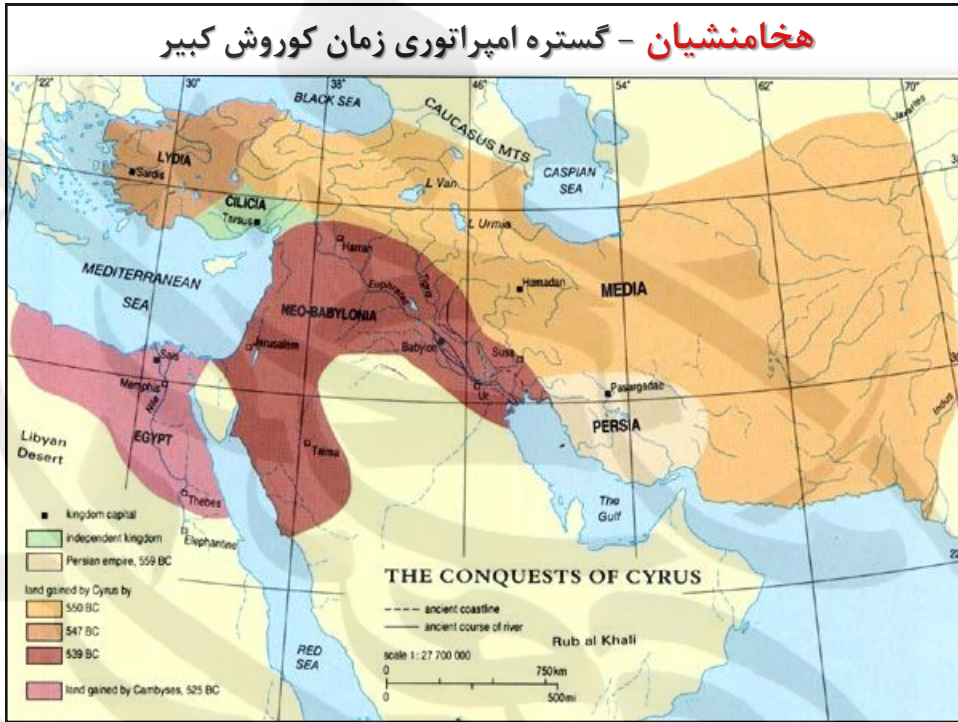 هخامنشیان - گستره امپراتوری زمان کوروش کبیر
22° 30° 38° 46° 54° 62° 70°
BLACK SEA
CAUCASUS MTS
Jaxartes
LYDIA
Sardis
CASPIAN
SEA
L Van
CILICIA
Tarsus
L Urmia
Harran
MEDITERRANEAN
SEA
Tigris
Euphrates
Hamadan
MEDIA
NEO-BABYLONIA
Jerusalem
Babylon
Susa
Sais
Memphis
Nile
Ur
Pasargadae
PERSIA
Indus
EGYPT
Libyan
Desert
Taima
Thebes
The
Gulf
Elephantine
kingdom capital
independent kingdom
Persian empire, 559 BC
land gained by Cyrus by
550 BC
547 BC
539 BC
land gained by Cambyses, 525 BC
RED
SEA
THE CONQUESTS OF CYRUS
ancient coastline
ancient course of river
Rub al Khali
scale 1: 27 700 000
0 750km
0 500mi